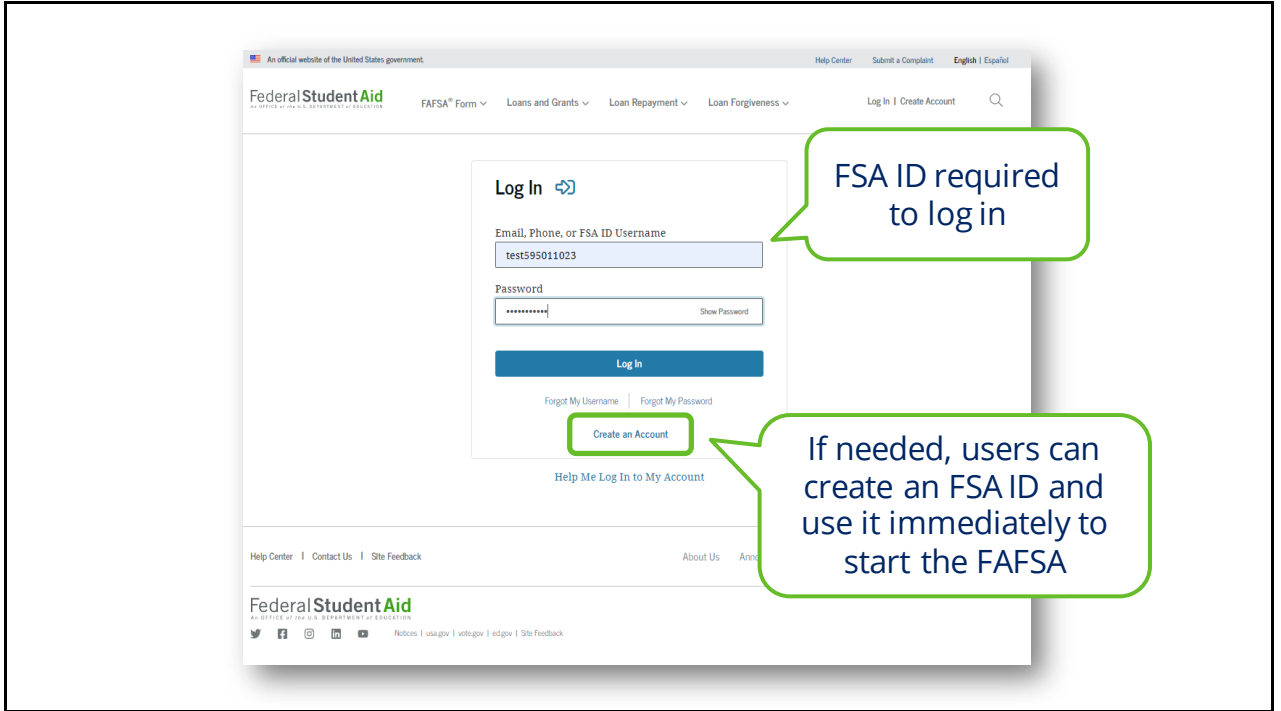 An official website of the United States government.
Help Center Submit a Complaint English | Español
Federal Student Aid
An OFFICE of the U.S. DEPARTMENT of EDUCATION
FAFSA® Form Loans and Grants Loan Repayment Loan Forgiveness
Log In | Create Account
FSA ID required
to log in
Log In
Email, Phone, or FSA ID Username
test595011023
Password
•••••••••••
Show Password
Log In
Forgot My Username | Forgot My Password
Create an Account
Help Me Log In to My Account
If needed, users can
create an FSA ID and
use it immediately to
start the FAFSA
Help Center | Contact Us | Site Feedback
About Us
Federal Student Aid
An OFFICE of the U.S. DEPARTMENT of EDUCATION
Notices | usa.gov | vote.gov | ed.gov | Site Feedback